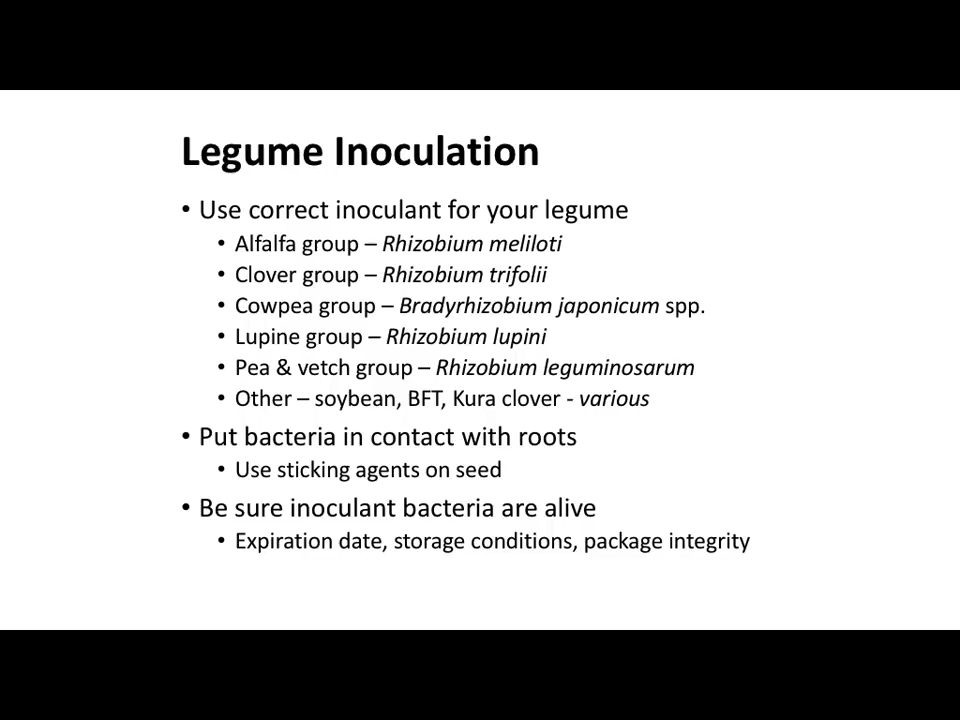 Legume Inoculation
• Use correct inoculant for your legume
• Alfalfa group – Rhizobium meliloti
• Clover group – Rhizobium trifolii
• Cowpea group – Bradyrhizobium japonicum spp.
• Lupine group – Rhizobium lupini
• Pea & vetch group – Rhizobium leguminosarum
• Other – soybean, BFT, Kura clover - various
• Put bacteria in contact with roots
• Use sticking agents on seed
• Be sure inoculant bacteria are alive
• Expiration date, storage conditions, package integrity